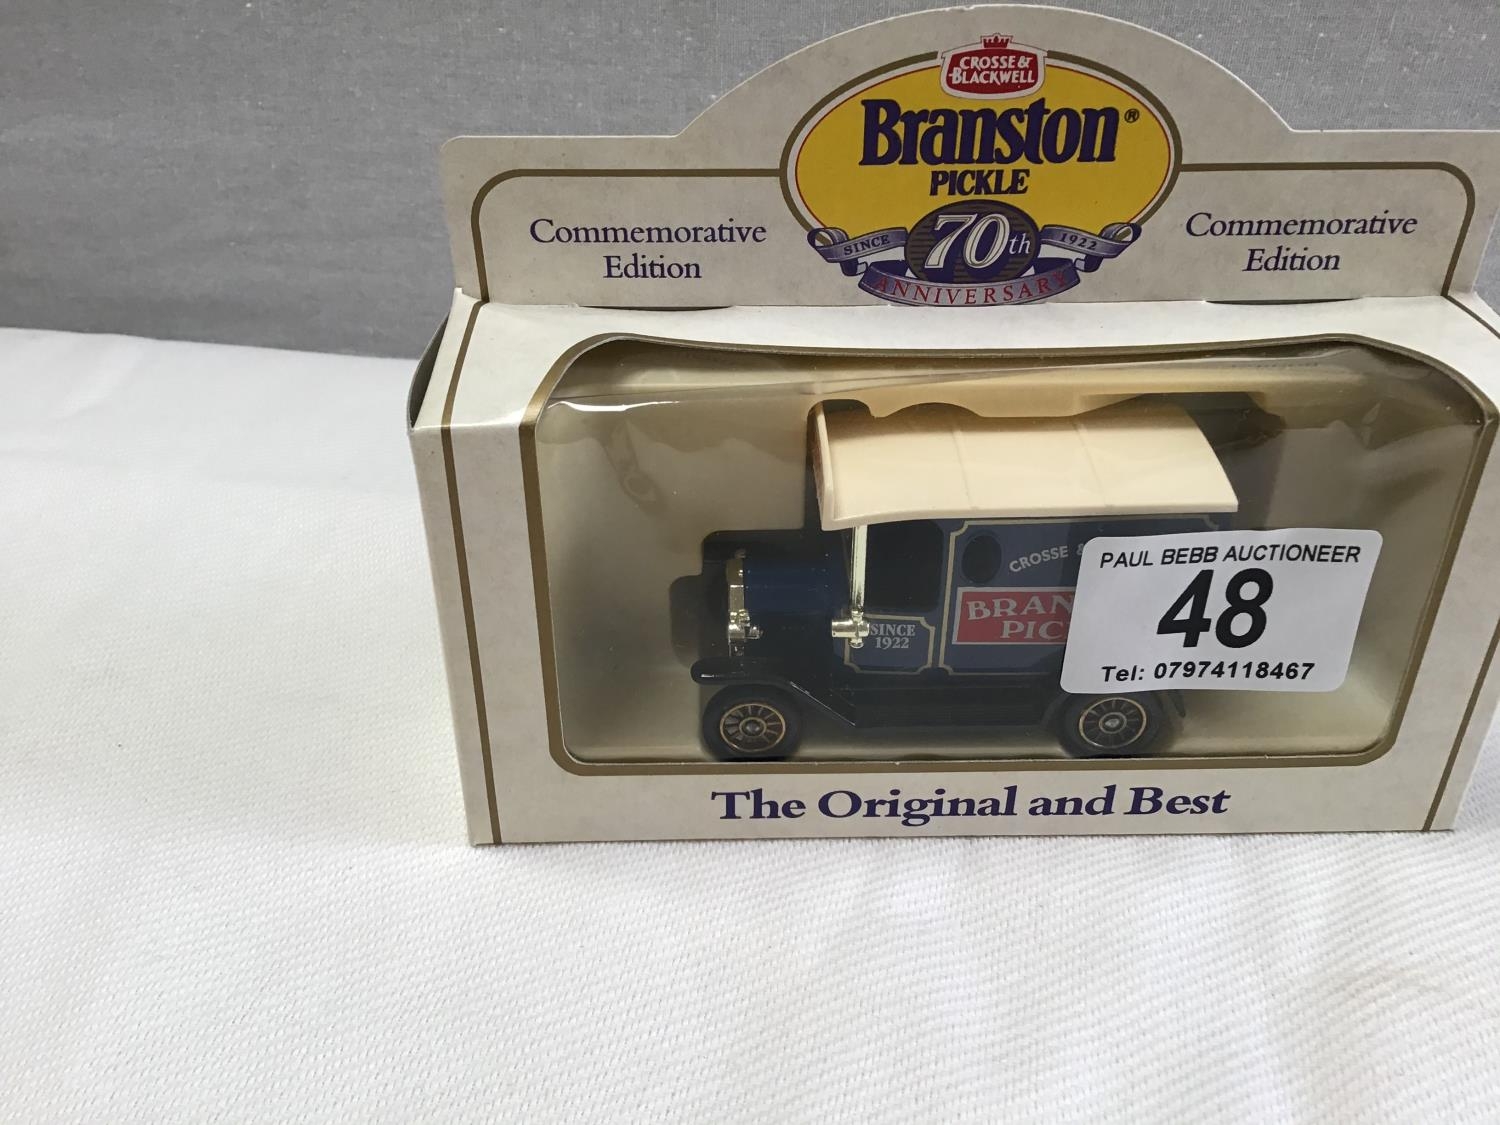 CROSSE &
BLACKWELL
Branston®
PICKLE
SINCE 70th 1922
ANNIVERSARY
Commemorative
Edition
Commemorative
Edition
CROSSE &
BRAN
PIC
SINCE
1922
PAUL BEBB AUCTIONEER
48
Tel: 07974118467
The Original and Best